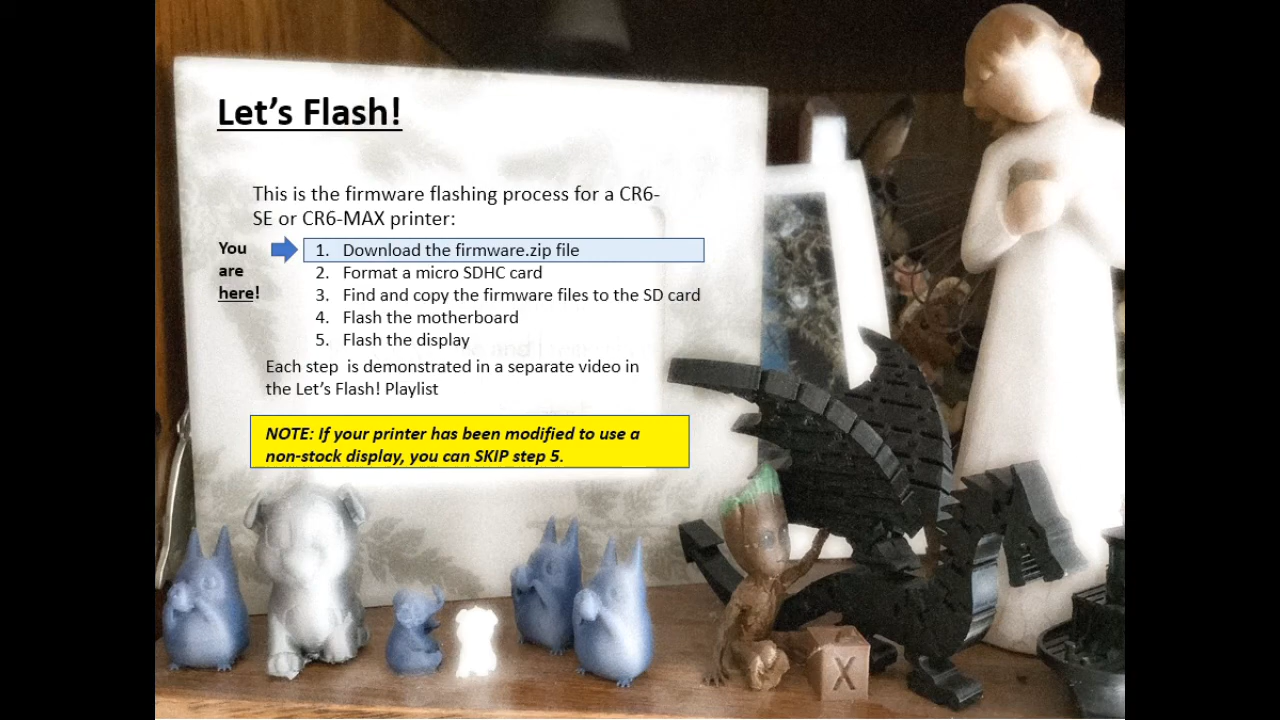 Let's Flash!
This is the firmware flashing process for a CR6-
SE or CR6-MAX printer:
You
are
here!
1. Download the firmware.zip file
2. Format a micro SDHC card
3. Find and copy the firmware files to the SD card
4. Flash the motherboard
5. Flash the display
Each step is demonstrated in a separate video in
the Let's Flash! Playlist
NOTE: If your printer has been modified to use a
non-stock display, you can SKIP step 5.
X